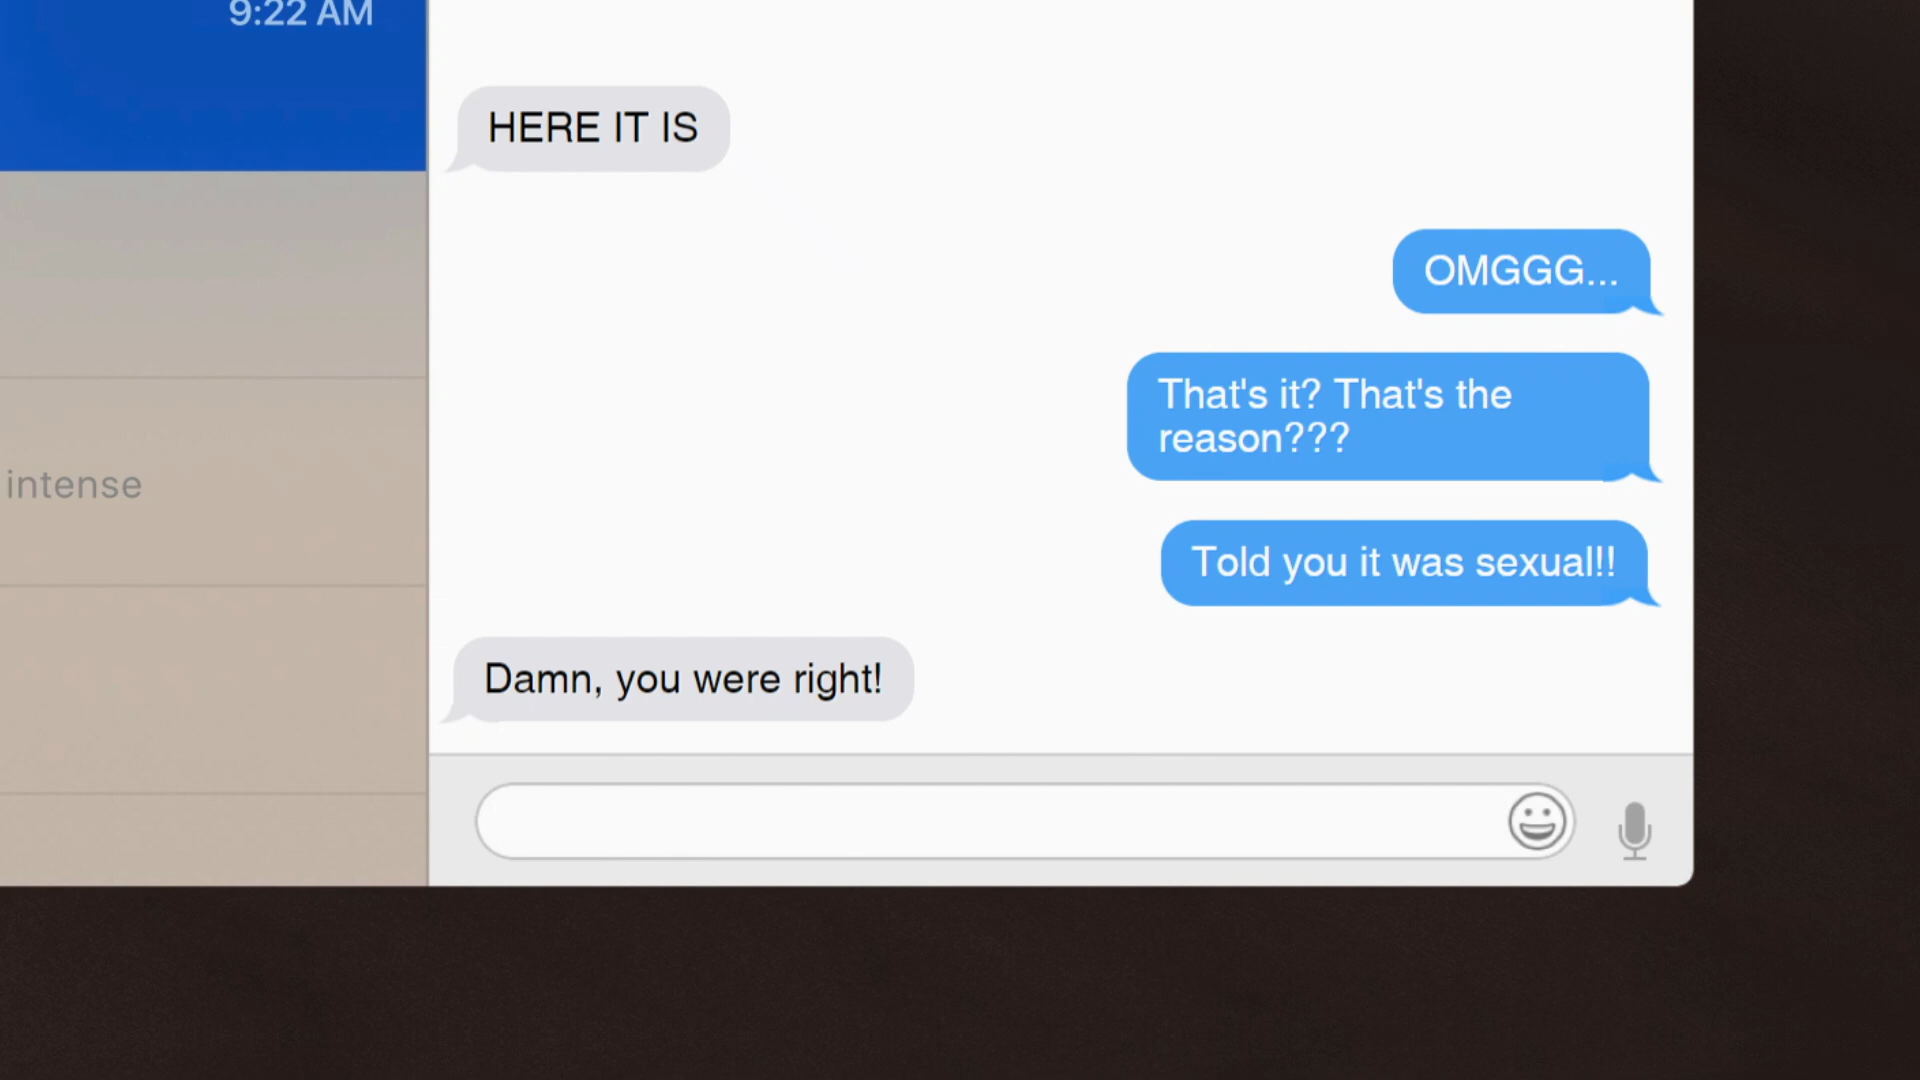 9:22 AM
intense
HERE IT IS
OMGGG...
That's it? That's the
reason???
Told you it was sexual!!
Damn, you were right!